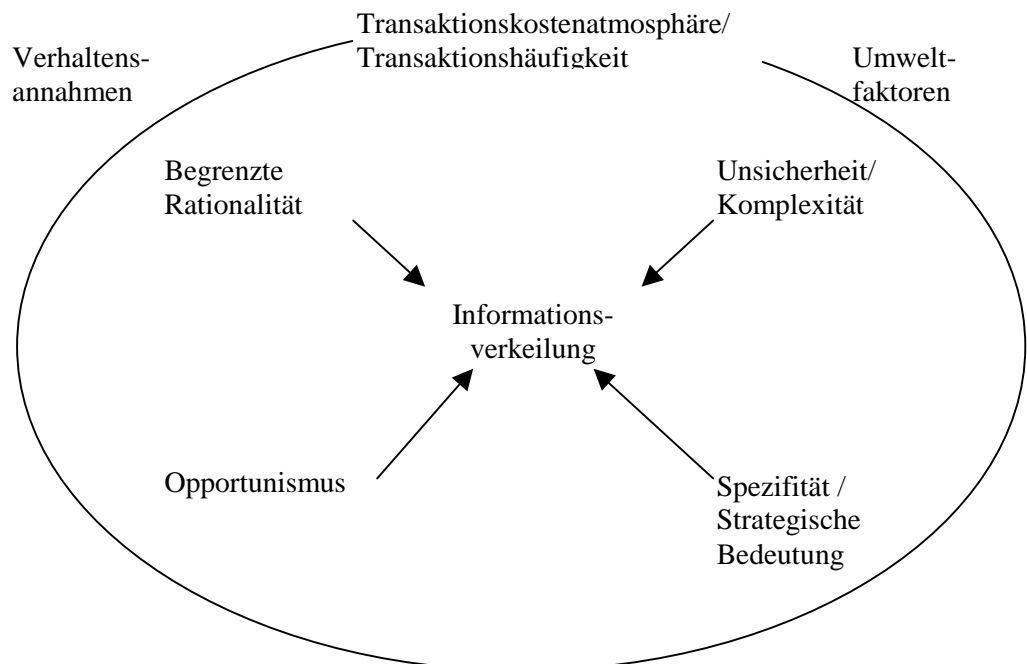 Transaktionskostenatmosphäre/
Transaktionshäufigkeit
Verhaltens-
annahmen
Umwelt-
faktoren
Begrenzte
Rationalität
Unsicherheit/
Komplexität
Informations-
verkeilung
Opportunismus
Spezifität /
Strategische
Bedeutung